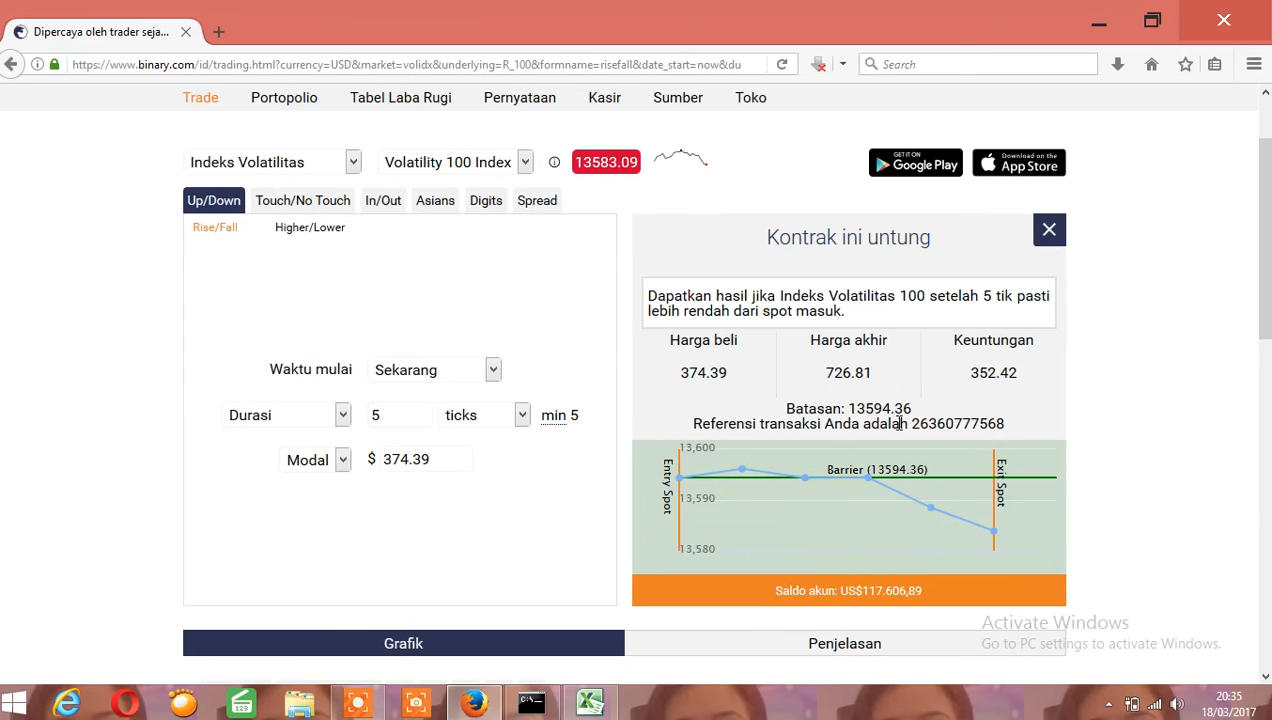 Dipercaya oleh trader seja...
https://www.binary.com/id/trading.html?currency=USD&market=volidx&underlying=R_100&formname=risefall&date_start=now&du
Search
Trade Portopolio Tabel Laba Rugi Pernyataan Kasir Sumber Toko
Indeks Volatilitas Volatility 100 Index 13583.09
GET IT ON
Google Play
Download on the
App Store
Up/Down Touch/No Touch In/Out Asians Digits Spread
Rise/Fall Higher/Lower
Waktu mulai Sekarang
Durasi 5 ticks min 5
Modal $ 374.39
Kontrak ini untung
Dapatkan hasil jika Indeks Volatilitas 100 setelah 5 tik pasti
lebih rendah dari spot masuk.
Harga beli Harga akhir Keuntungan
374.39 726.81 352.42
Batasan: 13594.36
Referensi transaksi Anda adalah 26360777568
13,600
Entry Spot
Barrier (13594.36)
Exit Spot
13,590
13,580
Saldo akun: US$117.606,89
Activate Windows
Go to PC settings to activate Windows.
Grafik Penjelasan
123
C:\_
20:35
18/03/2017